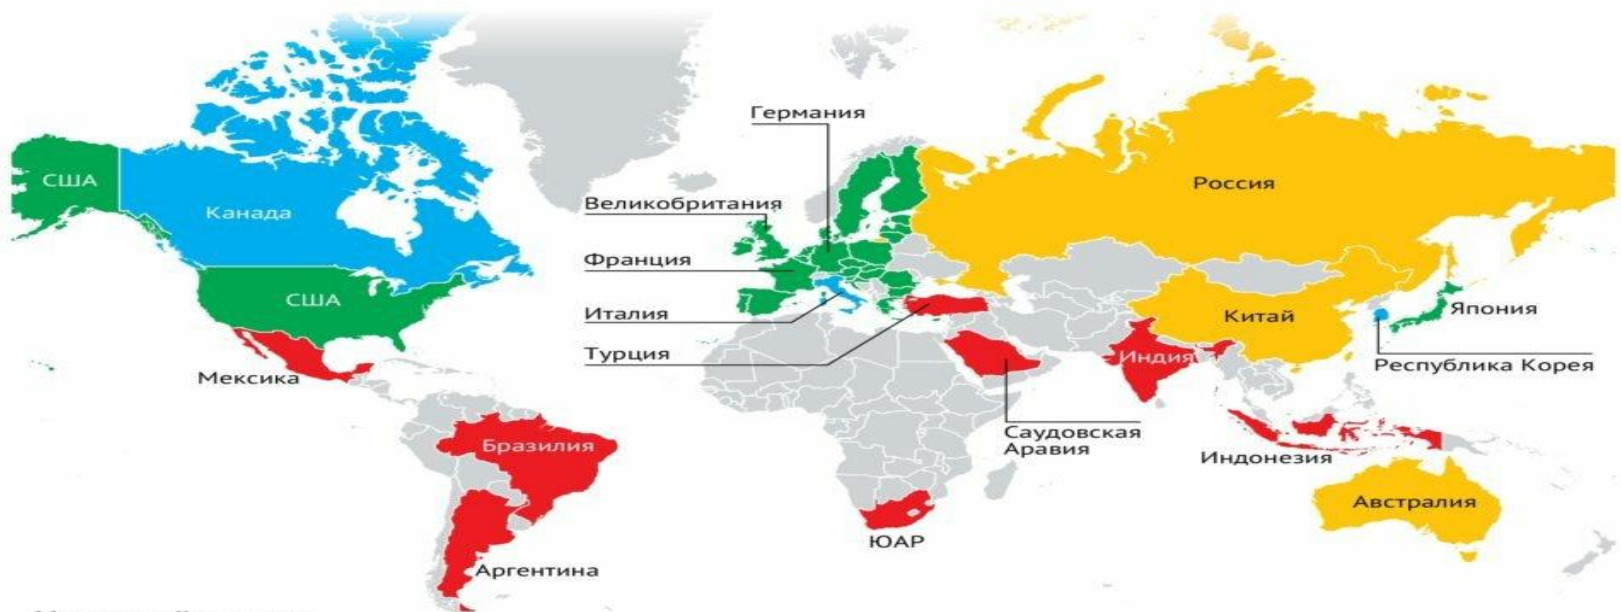 Германия
США
Россия
Канада
Великобритания
Франция
США
Италия
Китай
Япония
Турция
Индия
Республика Корея
Мексика
Саудовская
Аравия
Бразилия
Индонезия
Австралия
ЮАР
Аргентина